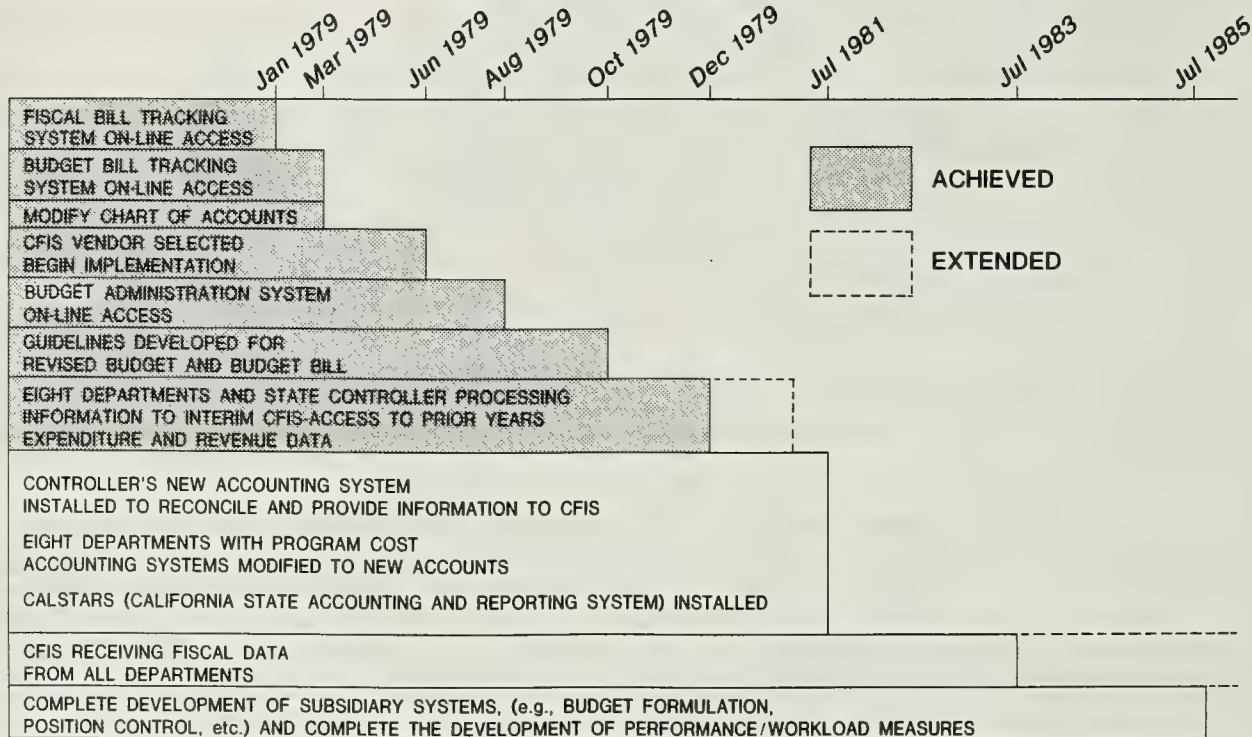 Jan 1979
Mar 1979
Jun 1979
Aug 1979
Oct 1979
Dec 1979
Jul 1981
Jul 1983
Jul 1985
FISCAL BILL TRACKING
SYSTEM ON-LINE ACCESS
BUDGET BILL TRACKING
SYSTEM ON-LINE ACCESS
MODIFY CHART OF ACCOUNTS
CFIS VENDOR SELECTED
BEGIN IMPLEMENTATION
BUDGET ADMINISTRATION SYSTEM
ON-LINE ACCESS
GUIDELINES DEVELOPED FOR
REVISED BUDGET AND BUDGET BILL
EIGHT DEPARTMENTS AND STATE CONTROLLER PROCESSING
INFORMATION TO INTERIM CFIS-ACCESS TO PRIOR YEARS
EXPENDITURE AND REVENUE DATA
CONTROLLER'S NEW ACCOUNTING SYSTEM
INSTALLED TO RECONCILE AND PROVIDE INFORMATION TO CFIS
EIGHT DEPARTMENTS WITH PROGRAM COST
ACCOUNTING SYSTEMS MODIFIED TO NEW ACCOUNTS
CALSTARS (CALIFORNIA STATE ACCOUNTING AND REPORTING SYSTEM) INSTALLED
CFIS RECEIVING FISCAL DATA
FROM ALL DEPARTMENTS
COMPLETE DEVELOPMENT OF SUBSIDIARY SYSTEMS, (e.g., BUDGET FORMULATION,
POSITION CONTROL, etc.) AND COMPLETE THE DEVELOPMENT OF PERFORMANCE/WORKLOAD MEASURES
ACHIEVED
EXTENDED